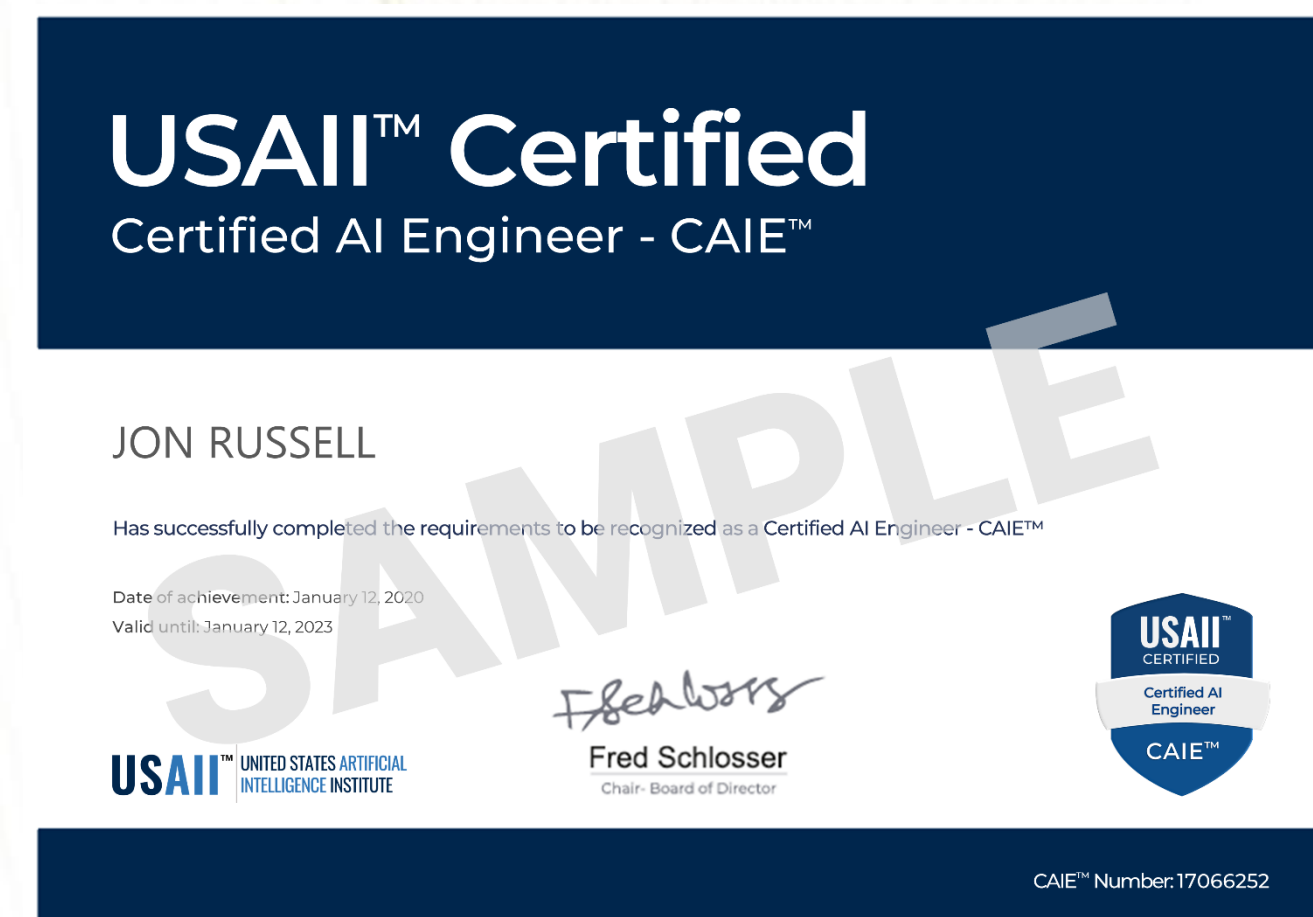 USAII™ Certified
Certified AI Engineer - CAIE™
SAMPLE
JON RUSSELL
Has successfully completed the requirements to be recognized as a Certified AI Engineer - CAIE™
Date of achievement: January 12, 2020
Valid until: January 12, 2023
USAII™ UNITED STATES ARTIFICIAL
INTELLIGENCE INSTITUTE
FSchlosser
Fred Schlosser
Chair- Board of Director
USAII™
CERTIFIED
Certified AI
Engineer
CAIE™
CAIE™ Number: 17066252